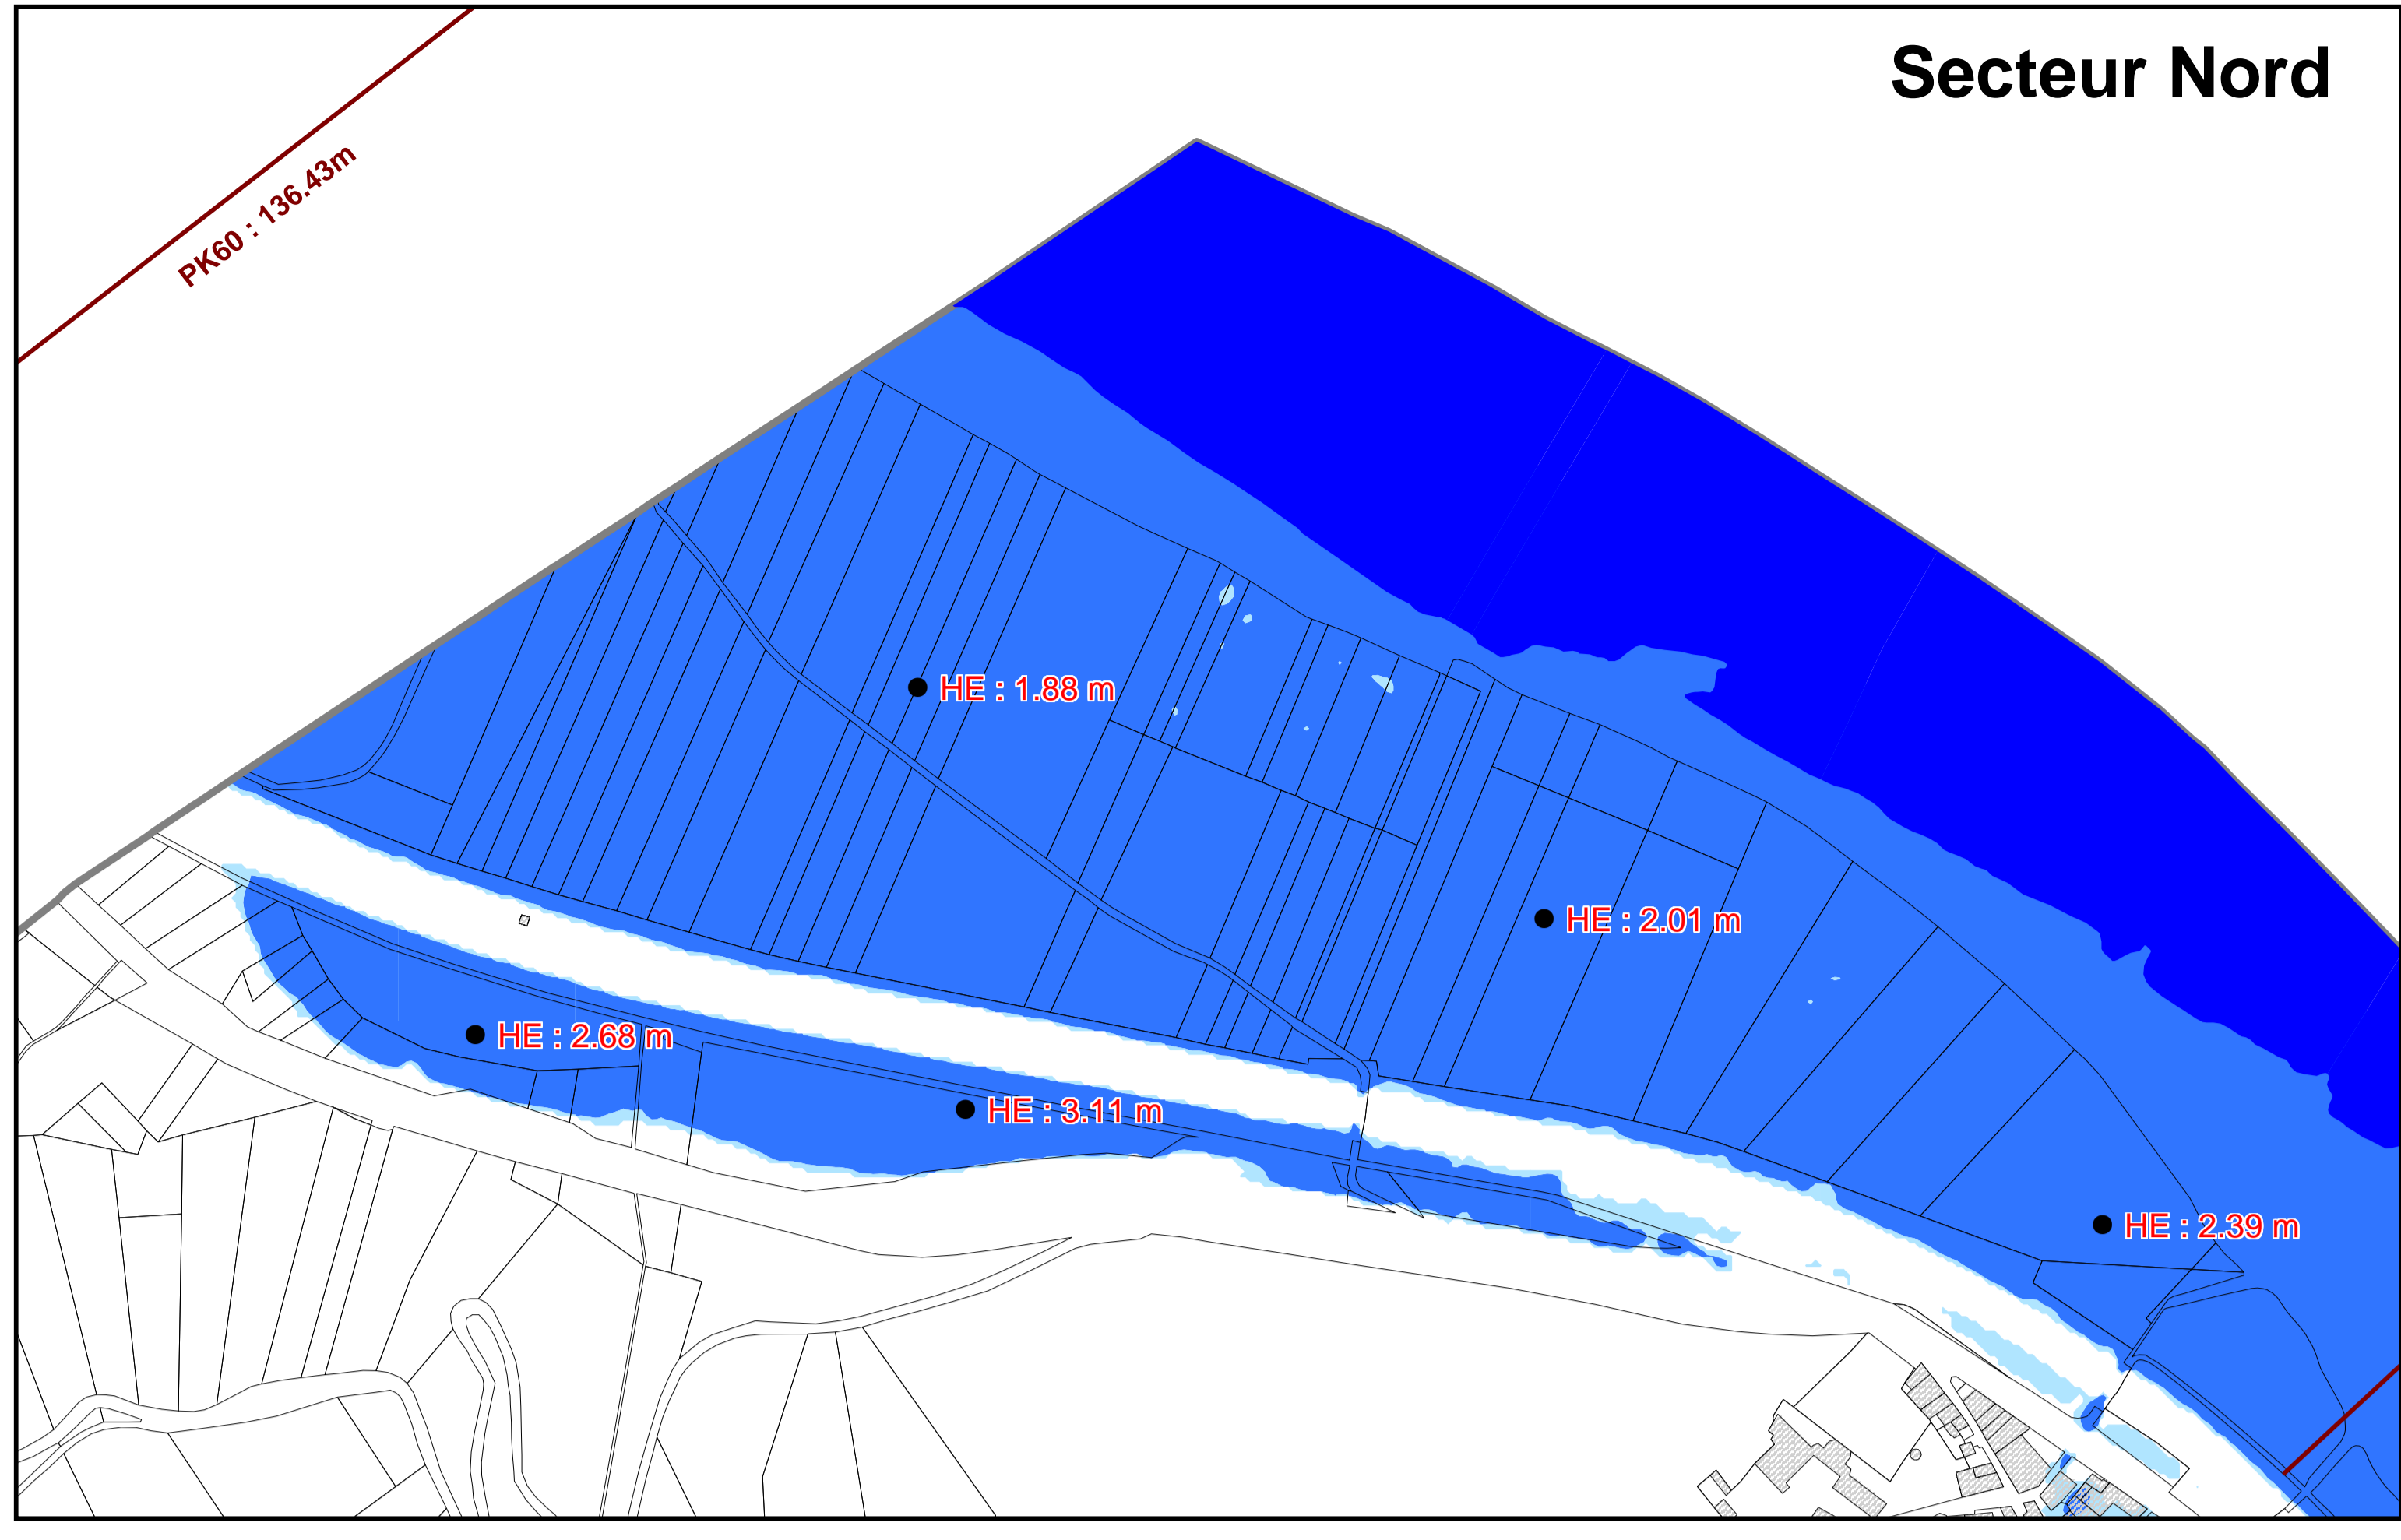 Secteur Nord
PK60 : 136.43m
HE : 1.88 m
HE : 2.01 m
HE : 2.68 m
HE : 3.11 m
HE : 2.39 m